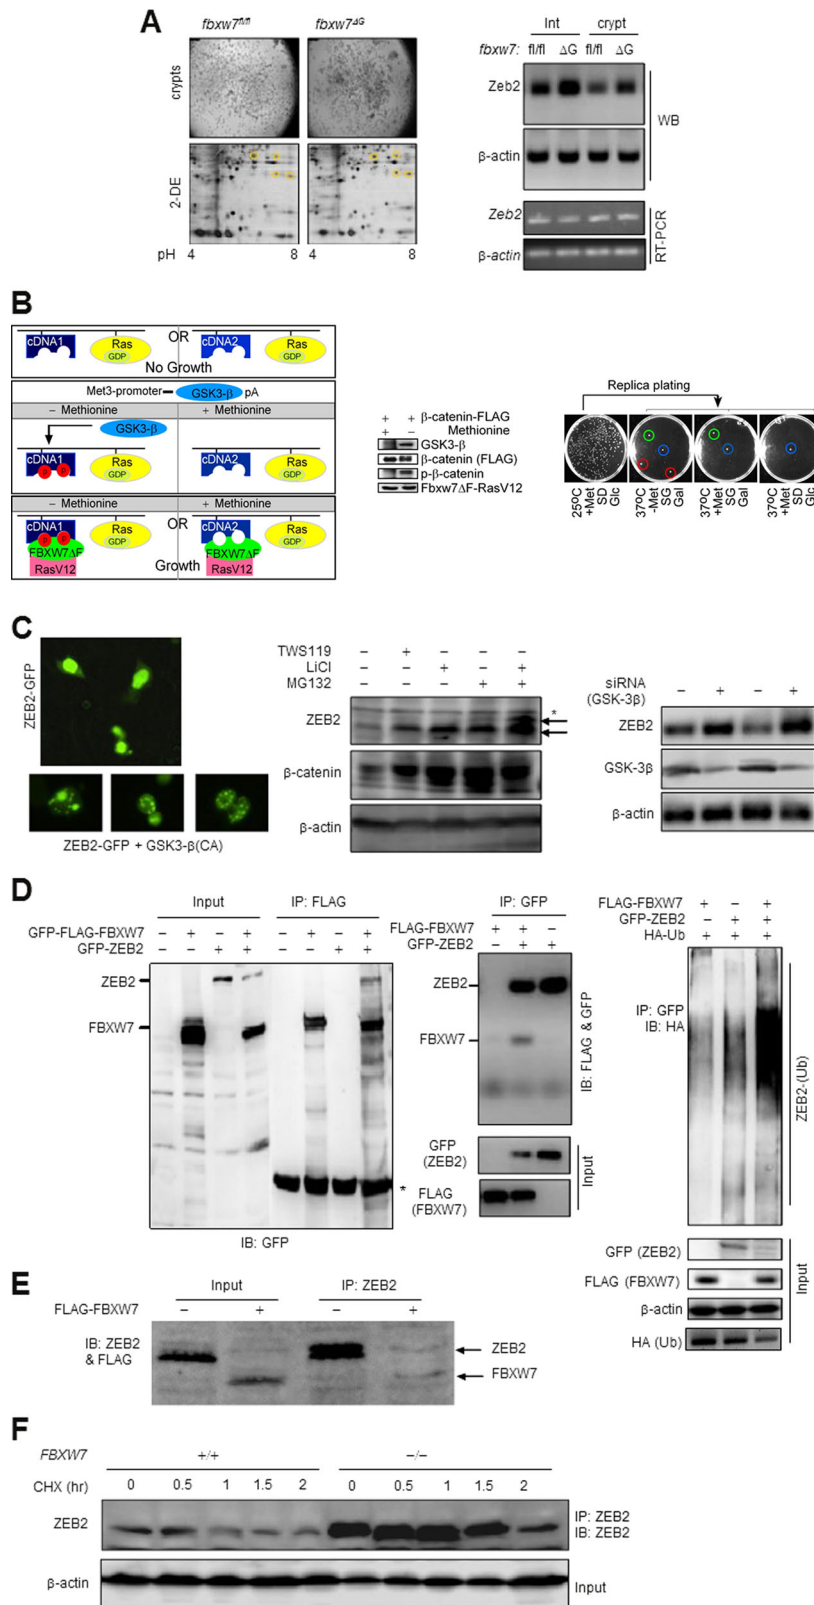 A
fbxw7fl/fl
fbxw7ΔG
crypts
2-DE
pH 4 8 4 8
Int crypt
fbxw7: fl/fl ΔG fl/fl ΔG
Zeb2
β-actin
WB
Zeb2
β-actin
RT-PCR
B
cDNA1 Ras GDP OR cDNA2 Ras GDP
No Growth
Met3-promoter GSK3-β pA
– Methionine + Methionine
GSK3-β
cDNA1 p p Ras GDP cDNA2 Ras GDP
– Methionine + Methionine
cDNA1 p p Ras GDP OR cDNA2 Ras GDP
FBXW7ΔF FBXW7ΔF
RasV12 Growth RasV12
+ + β-catenin-FLAG
+ – Methionine
GSK3-β
β-catenin (FLAG)
p-β-catenin
Fbxw7ΔF-RasV12
Replica plating
25°C +Met SD Glc
37°C -Met SG Gal
37°C +Met SG Gal
37°C +Met SD Glc
C
ZEB2-GFP
ZEB2-GFP + GSK3-β(CA)
TWS119 – + – – –
LiCl – – + – +
MG132 – – – + +
ZEB2
*
β-catenin
β-actin
siRNA (GSK-3β) – + – +
ZEB2
GSK-3β
β-actin
D
Input IP: FLAG
GFP-FLAG-FBXW7 – + – + – + – +
GFP-ZEB2 – – + + – – + +
ZEB2
FBXW7
*
IB: GFP
IP: GFP
FLAG-FBXW7 + + –
GFP-ZEB2 – + +
ZEB2
FBXW7
IB: FLAG & GFP
GFP (ZEB2)
FLAG (FBXW7)
Input
FLAG-FBXW7 + – +
GFP-ZEB2 – + +
HA-Ub + + +
IP: GFP
IB: HA
ZEB2-(Ub)
GFP (ZEB2)
FLAG (FBXW7)
β-actin
HA (Ub)
Input
E
Input IP: ZEB2
FLAG-FBXW7 – + – +
IB: ZEB2 & FLAG
ZEB2
FBXW7
F
FBXW7 +/+ –/–
CHX (hr) 0 0.5 1 1.5 2 0 0.5 1 1.5 2
ZEB2
IP: ZEB2
IB: ZEB2
β-actin
Input